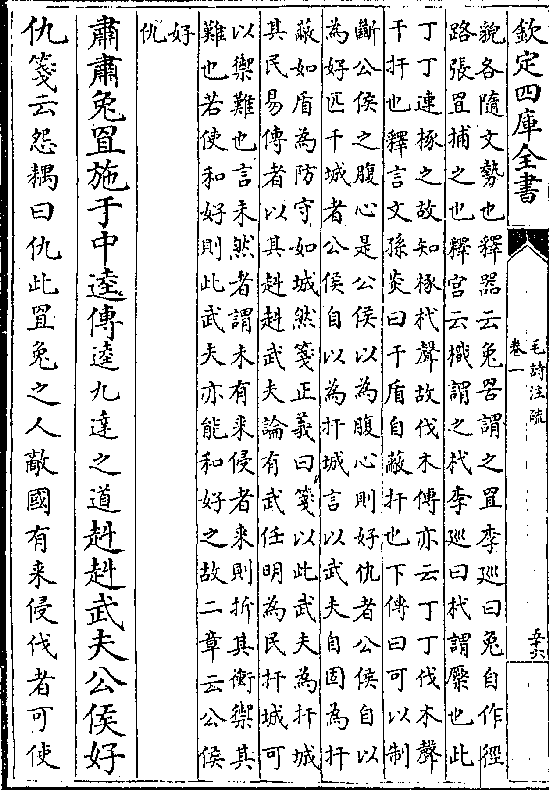 欽定四庫全書
毛詩注疏
卷一
五十六
貌各隨文勢也釋器云兔罟謂之罝李廵曰兔自作徑
路張罝捕之也釋宮云樴謂之杙李廵曰杙謂橜也此
丁丁連椓之故知椓杙聲故伐木傳亦云丁丁伐木聲
干扞也釋言文孫炎曰干盾自蔽扞也下傳曰可以制
斷公侯之腹心是公侯以為腹心則好仇者公侯自以
為好匹干城者公侯自以為扞城言以武夫自固為扞
蔽如盾為防守如城然箋正義曰箋以此武夫為扞城
其民易傳者以其赳赳武夫論有武任明為民扞城可
以禦難也言未然者謂未有来侵者来則折其衝禦其
難也若使和好則此武夫亦能和好之故二章云公侯
好
仇
肅肅兔罝施于中逵傳逵九達之道赳赳武夫公侯好
仇箋云怨耦曰仇此罝兔之人敵國有来侵伐者可使